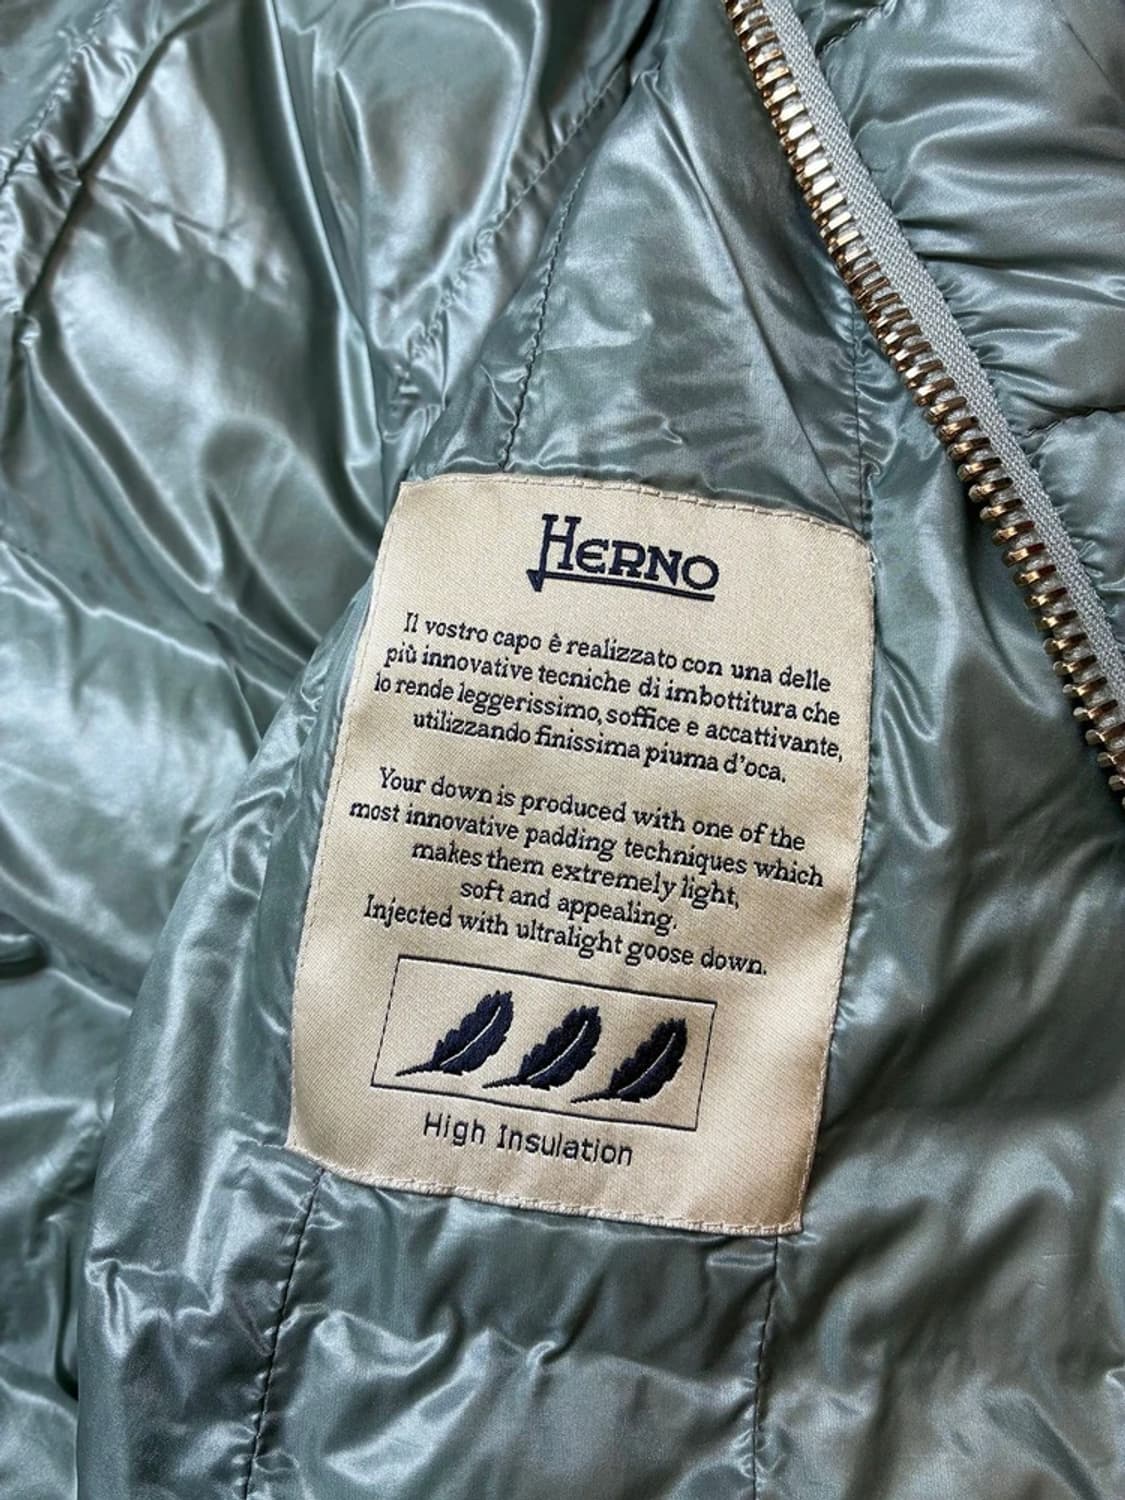 HERNO
Il vostro capo è realizzato con una delle
più innovative tecniche di imbottitura che
lo rende leggerissimo, soffice e accattivante,
utilizzando finissima piuma d'oca.
Your down is produced with one of the
most innovative padding techniques which
makes them extremely light,
soft and appealing.
Injected with ultralight goose down.
High Insulation